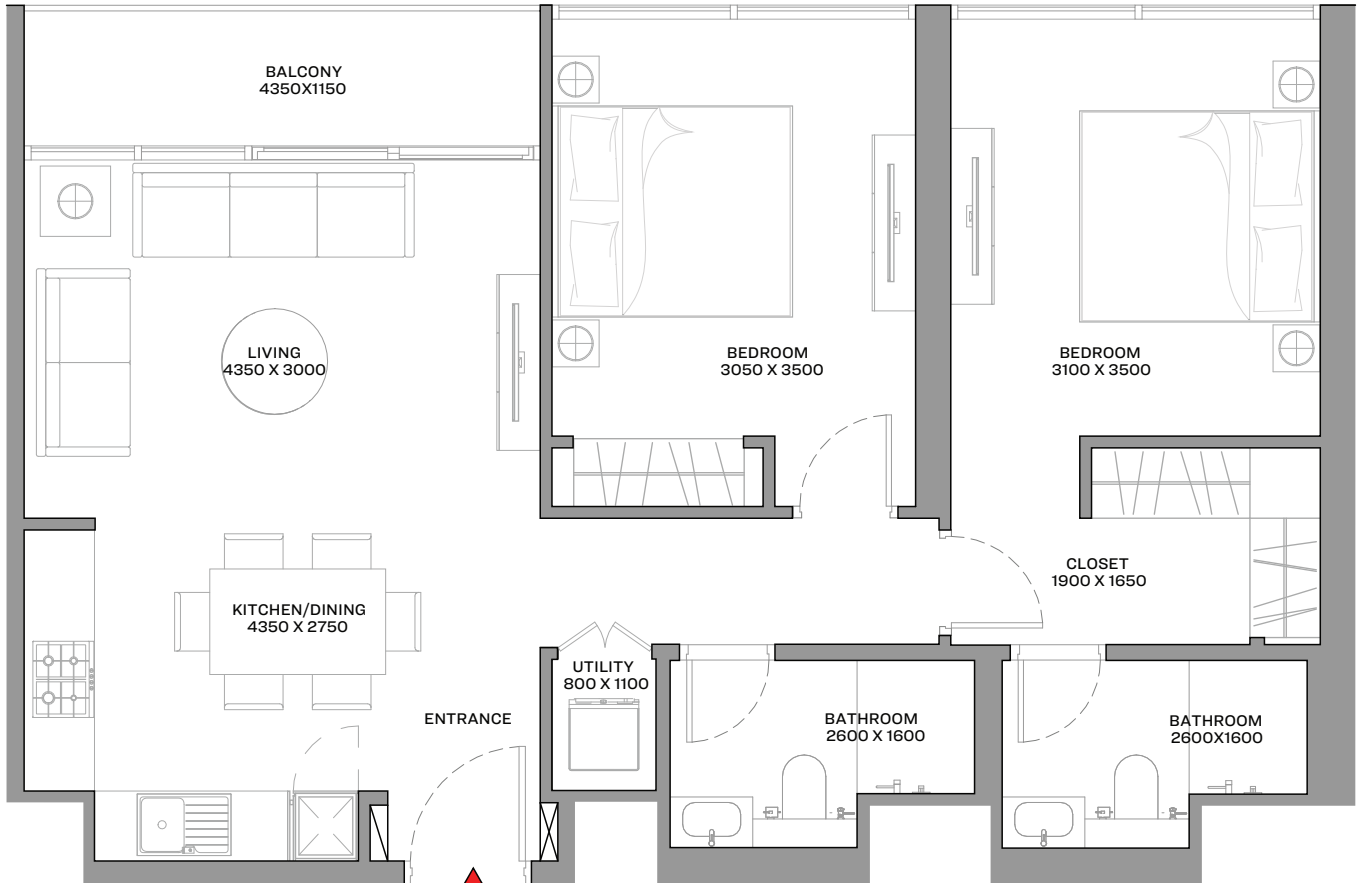 BALCONY
4350X1150
LIVING
4350 X 3000
BEDROOM
3050 X 3500
BEDROOM
3100 X 3500
CLOSET
1900 X 1650
KITCHEN/DINING
4350 X 2750
UTILITY
800 X 1100
ENTRANCE
BATHROOM
2600 X 1600
BATHROOM
2600X1600